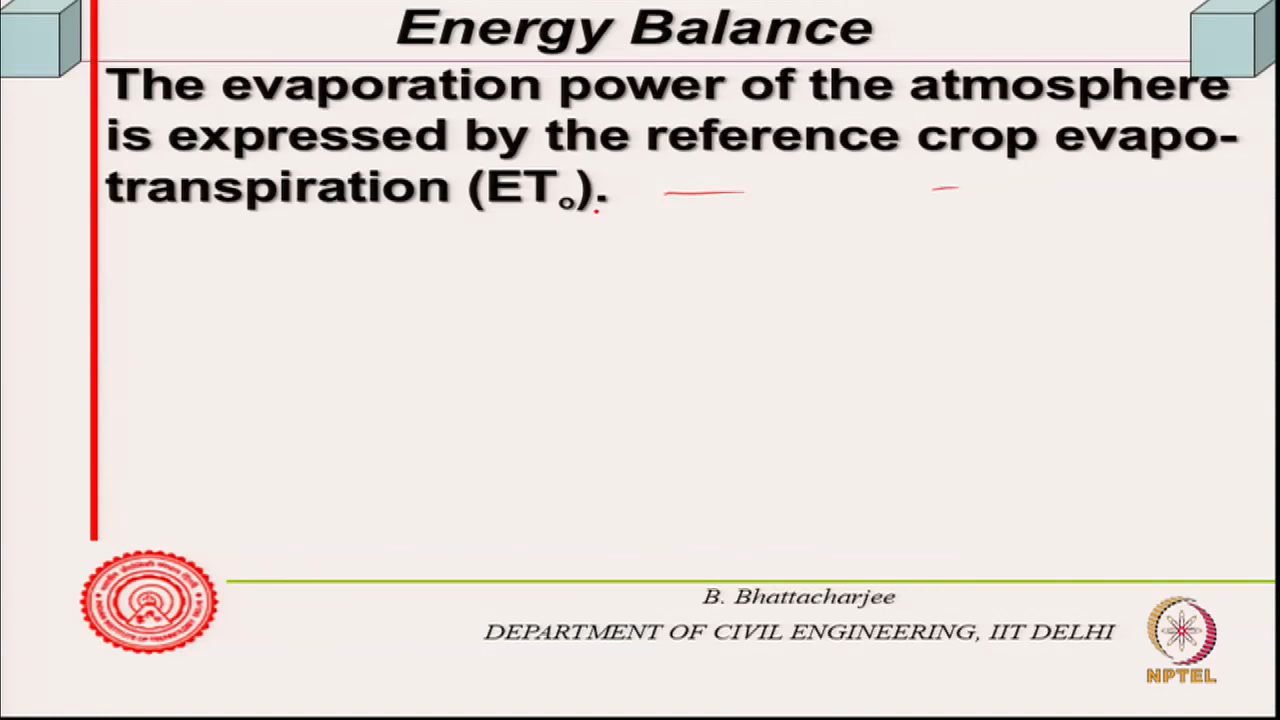 Energy Balance
The evaporation power of the atmosphere
is expressed by the reference crop evapo-
transpiration (ETₒ).
B. Bhattacharjee
DEPARTMENT OF CIVIL ENGINEERING, IIT DELHI
NPTEL